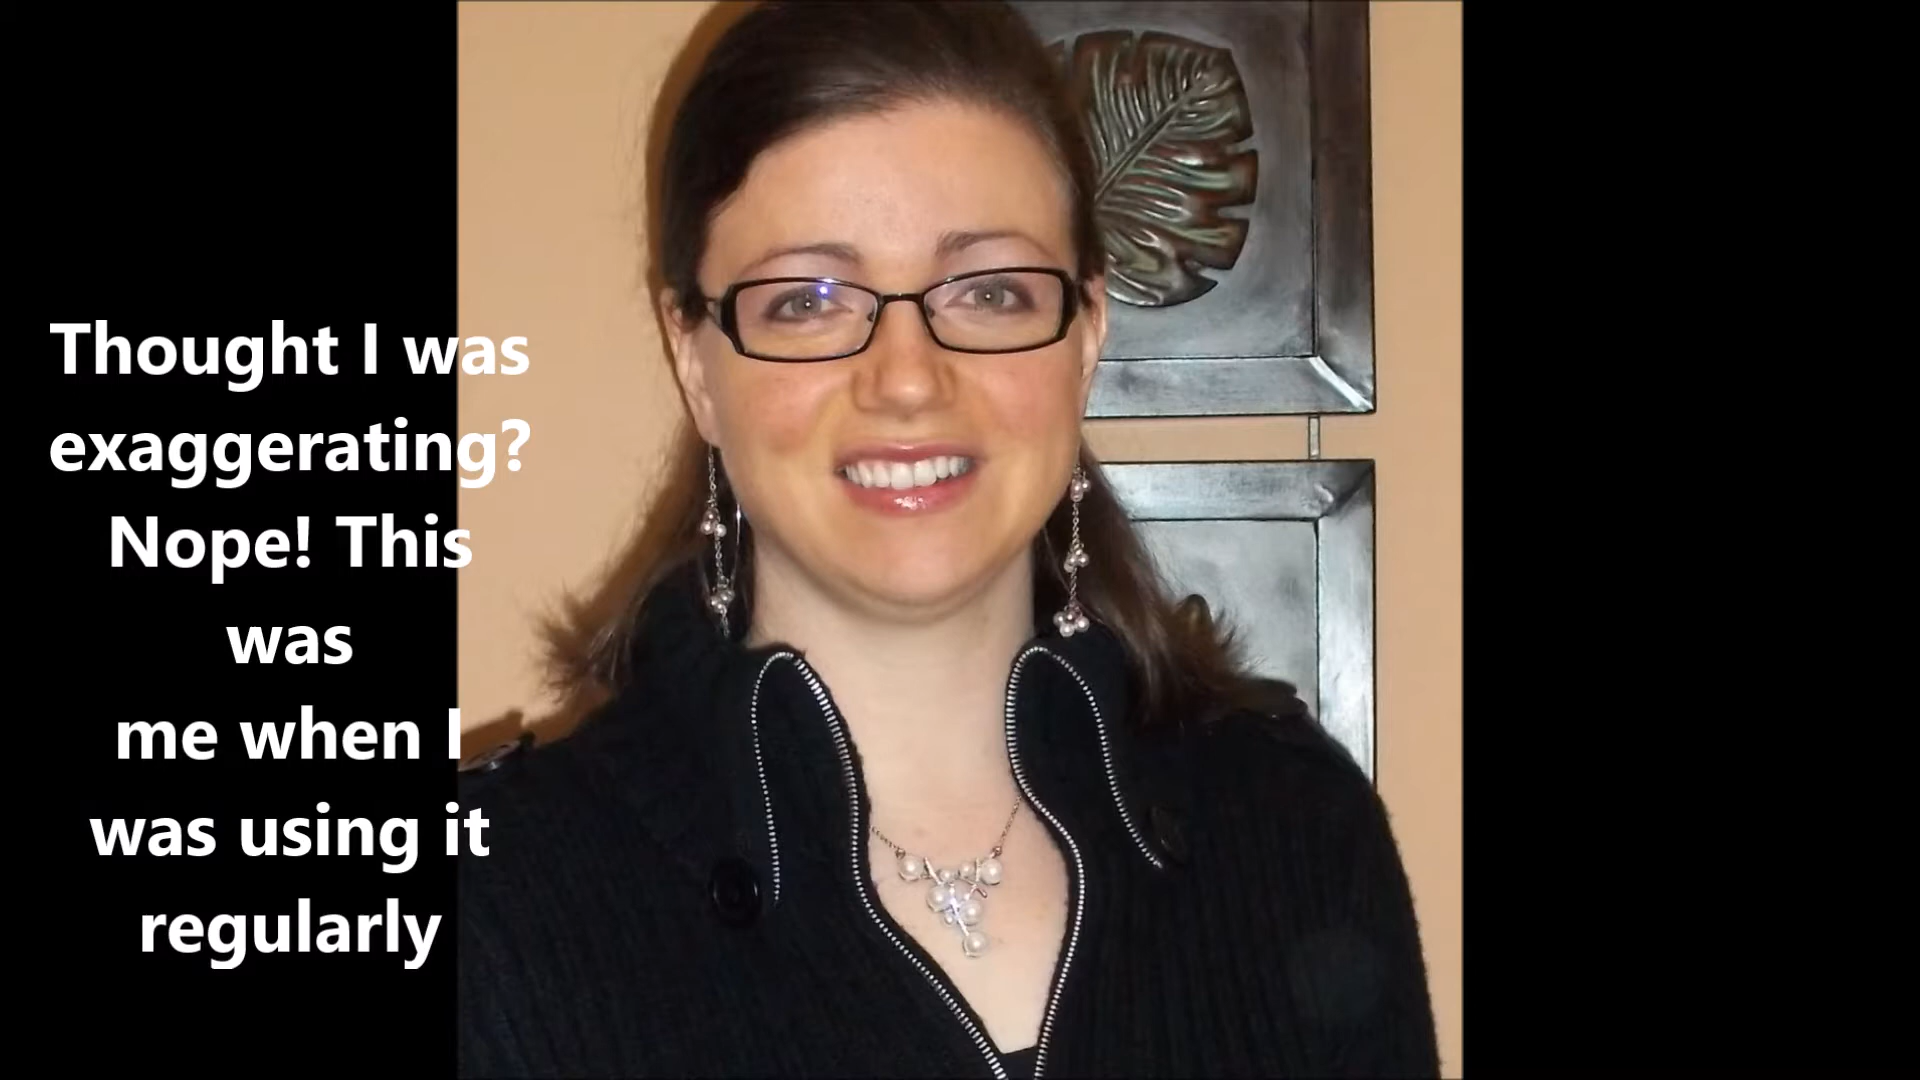 Thought I was
exaggerating?
Nope! This
was
me when I
was using it
regularly